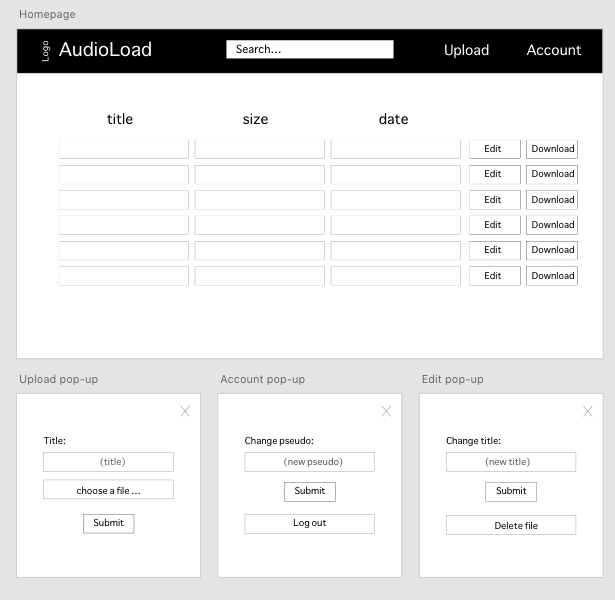 Homepage
Logo AudioLoad Search... Upload Account
title size date
Edit Download
Edit Download
Edit Download
Edit Download
Edit Download
Edit Download
Upload pop-up
X
Title:
(title)
choose a file ...
Submit
Account pop-up
X
Change pseudo:
(new pseudo)
Submit
Log out
Edit pop-up
X
Change title:
(new title)
Submit
Delete file